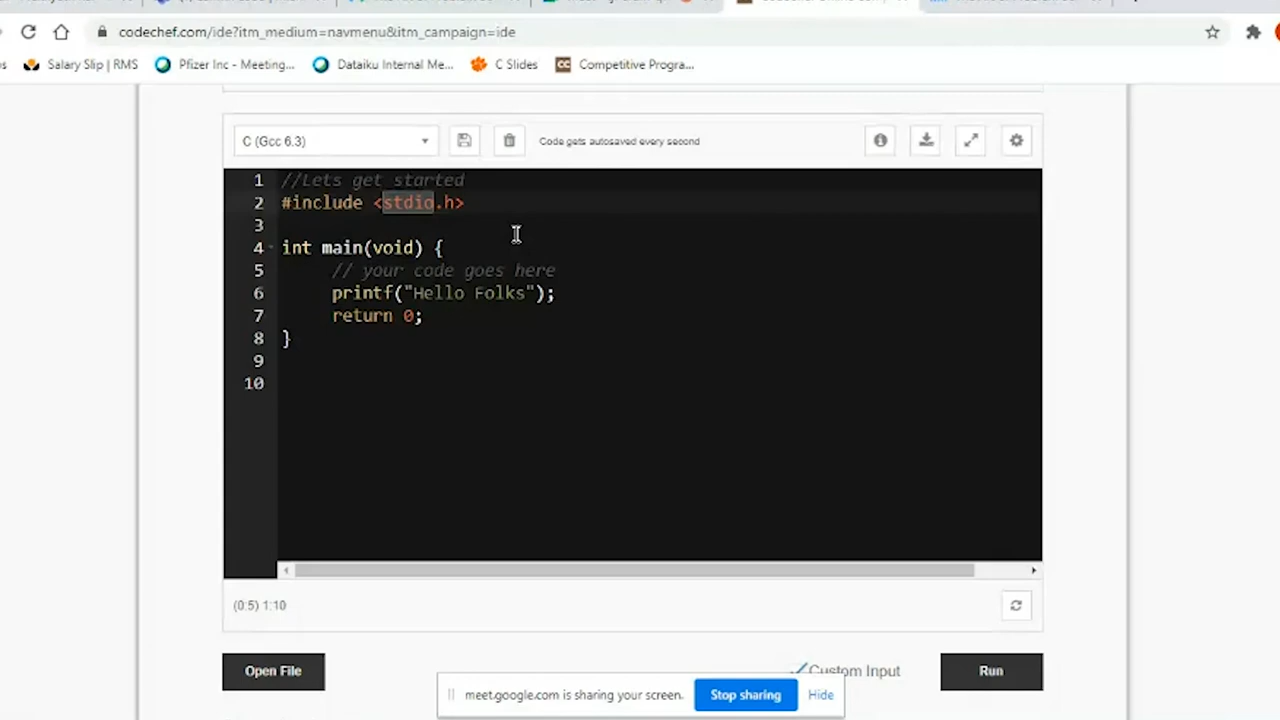 codechef.com/ide?itm_medium=navmenu&itm_campaign=ide
Salary Slip | RMS Pfizer Inc - Meeting... Dataiku Internal Me... C Slides CC Competitive Progra...
C (Gcc 6.3) Code gets autosaved every second
1 //Lets get started
2 #include <stdio.h>
3
4 int main(void) {
5 // your code goes here
6 printf("Hello Folks");
7 return 0;
8 }
9
10
(0:5) 1:10
Open File Custom Input Run
meet.google.com is sharing your screen. Stop sharing Hide